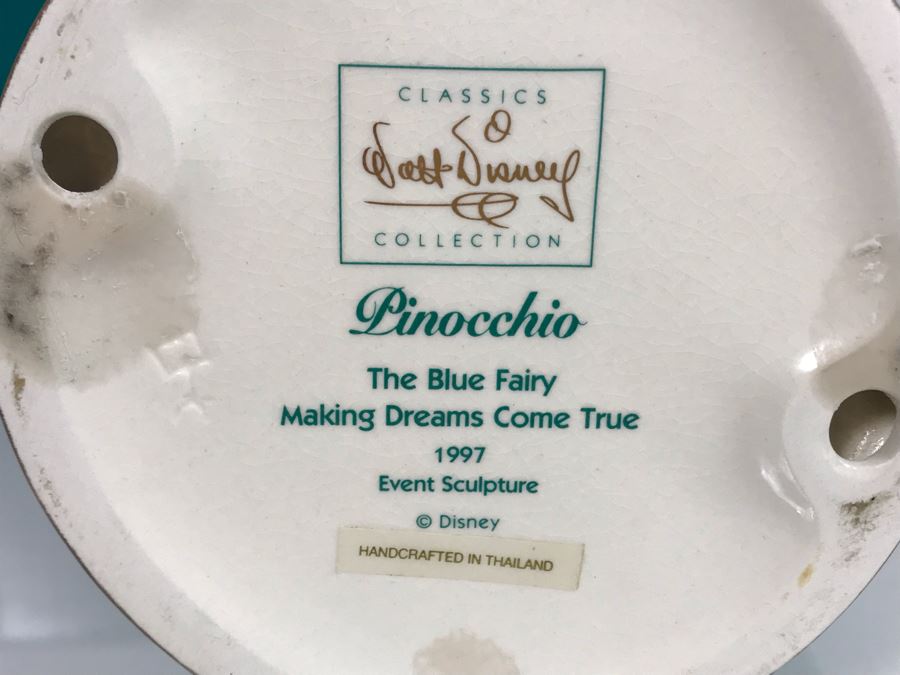 CLASSICS
Walt Disney
COLLECTION
Pinocchio
The Blue Fairy
Making Dreams Come True
1997
Event Sculpture
© Disney
HANDCRAFTED IN THAILAND